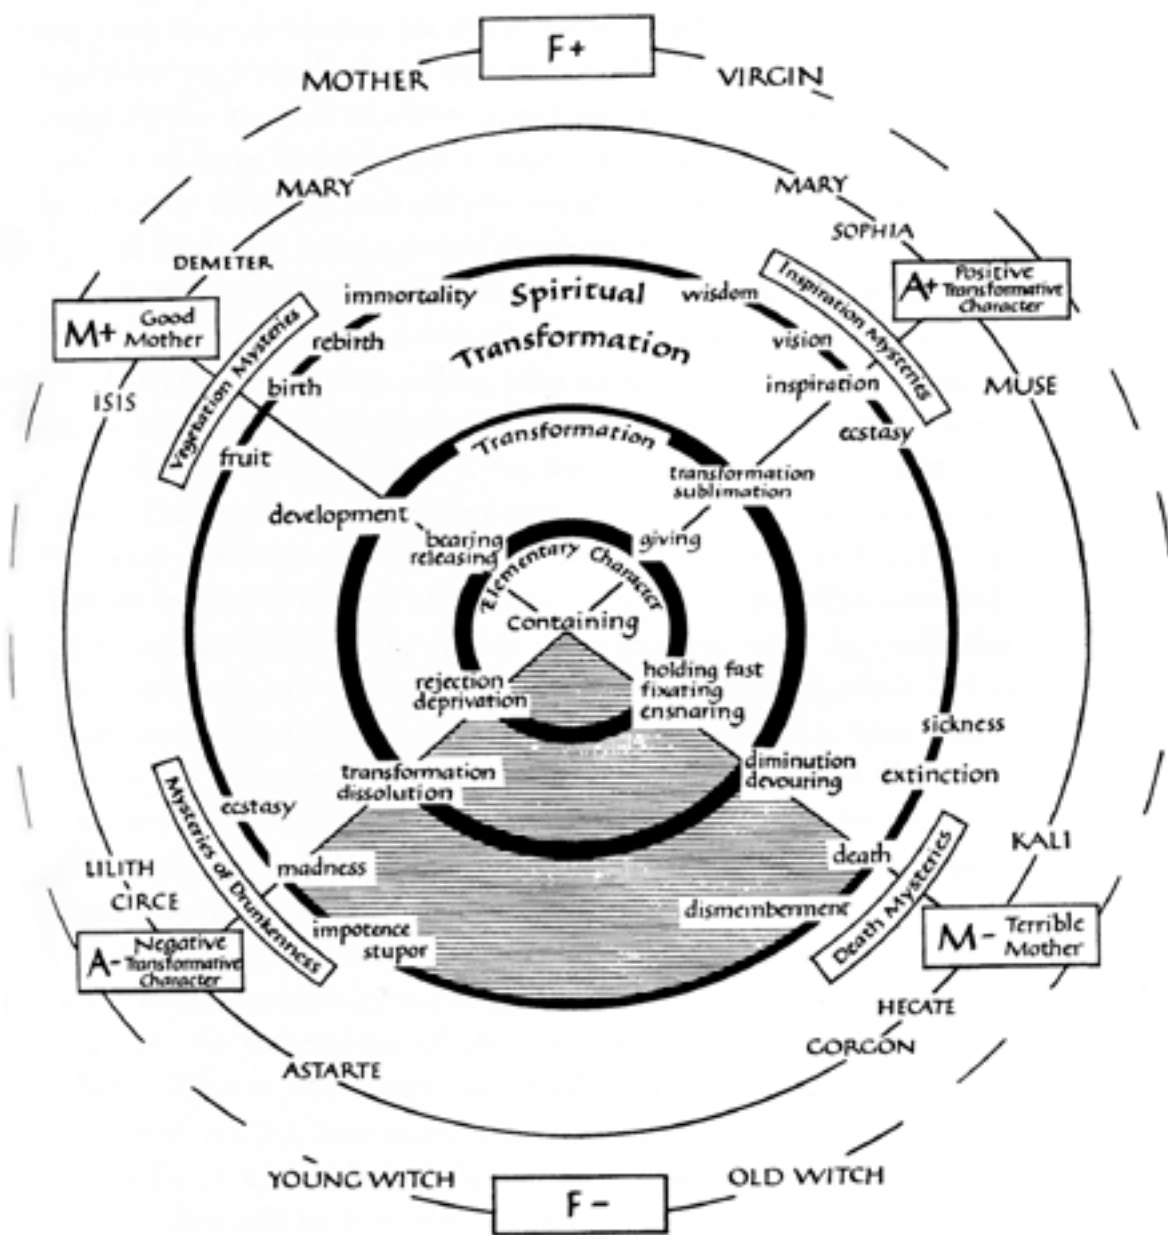 F+
MOTHER
VIRGIN
MARY
MARY
SOPHIA
DEMETER
immortality
Spiritual
wisdom
Inspiration Mysteries
A+ Positive
Transformative
Character
M+ Good
Mother
Vegetation Mysteries
rebirth
Transformation
vision
birth
inspiration
ISIS
MUSE
fruit
Transformation
ecstasy
transformation
sublimation
development
bearing
releasing
giving
Elementary Character
Containing
rejection
deprivation
holding fast
fixating
ensnaring
sickness
transformation
dissolution
diminution
devouring
extinction
ecstasy
Mysteries of Drunkenness
madness
death
KALI
LILITH
CIRCE
dismemberment
Death Mysteries
impotence
stupor
M- Terrible
Mother
A- Negative
Transformative
Character
HECATE
GORGON
ASTARTE
YOUNG WITCH
OLD WITCH
F-